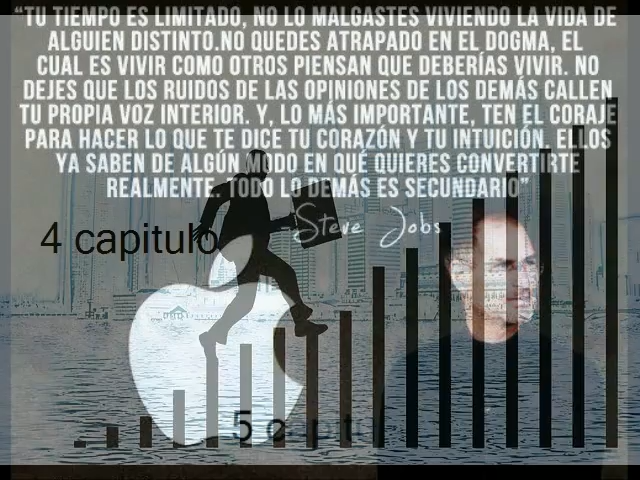 “TU TIEMPO ES LIMITADO, NO LO MALGASTES VIVIENDO LA VIDA DE
ALGUIEN DISTINTO.NO QUEDES ATRAPADO EN EL DOGMA, EL
CUAL ES VIVIR COMO OTROS PIENSAN QUE DEBERÍAS VIVIR. NO
DEJES QUE LOS RUIDOS DE LAS OPINIONES DE LOS DEMÁS CALLEN
TU PROPIA VOZ INTERIOR. Y, LO MÁS IMPORTANTE, TEN EL CORAJE
PARA HACER LO QUE TE DICE TU CORAZÓN Y TU INTUICIÓN. ELLOS
YA SABEN DE ALGÚN MODO EN QUÉ QUIERES CONVERTIRTE
REALMENTE. TODO LO DEMÁS ES SECUNDARIO”
Steve Jobs
4 capitulo
5 capitu